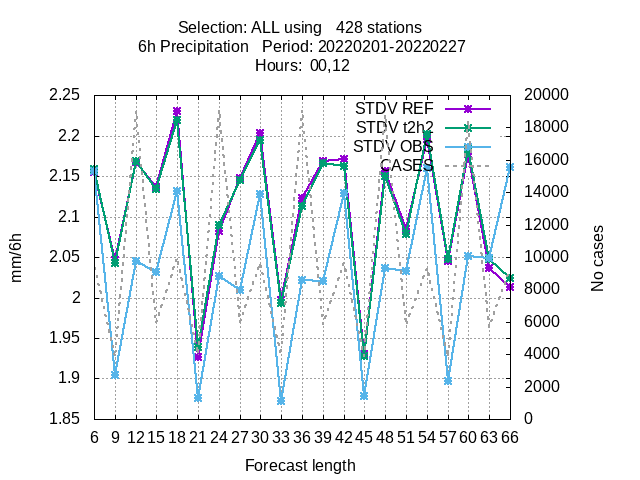 Selection: ALL using   428 stations
6h Precipitation   Period: 20220201-20220227
Hours:  00,12
STDV REF
STDV t2h2
STDV OBS
CASES
2.25
2.2
2.15
2.1
2.05
2
1.95
1.9
1.85
mm/6h
20000
18000
16000
14000
12000
10000
8000
6000
4000
2000
0
No cases
6 9 12 15 18 21 24 27 30 33 36 39 42 45 48 51 54 57 60 63 66
Forecast length